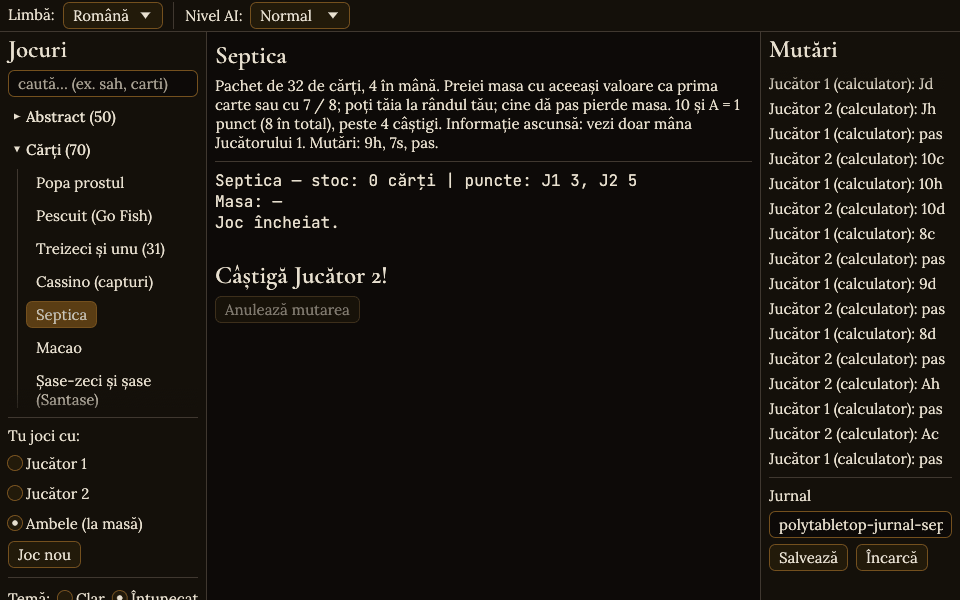 Limbă: Română ▼ Nivel AI: Normal ▼
Jocuri
caută... (ex. sah, carti)
▸ Abstract (50)
▾ Cărți (70)
Popa prostul
Pescuit (Go Fish)
Treizeci și unu (31)
Cassino (capturi)
Septica
Macao
Șase-zeci și șase
(Santase)
Tu joci cu:
Jucător 1
Jucător 2
Ambele (la masă)
Joc nou
Temă: Clar Întunecat
Septica
Pachet de 32 de cărți, 4 în mână. Preiei masa cu aceeași valoare ca prima
carte sau cu 7 / 8; poți tăia la rândul tău; cine dă pas pierde masa. 10 și A = 1
punct (8 în total), peste 4 câștigi. Informație ascunsă: vezi doar mâna
Jucătorului 1. Mutări: 9h, 7s, pas.
Septica — stoc: 0 cărți | puncte: J1 3, J2 5
Masa: —
Joc încheiat.
Câștigă Jucător 2!
Anulează mutarea
Mutări
Jucător 1 (calculator): Jd
Jucător 2 (calculator): Jh
Jucător 1 (calculator): pas
Jucător 2 (calculator): 10c
Jucător 1 (calculator): 10h
Jucător 2 (calculator): 10d
Jucător 1 (calculator): 8c
Jucător 2 (calculator): pas
Jucător 1 (calculator): 9d
Jucător 2 (calculator): pas
Jucător 1 (calculator): 8d
Jucător 2 (calculator): pas
Jucător 2 (calculator): Ah
Jucător 1 (calculator): pas
Jucător 2 (calculator): Ac
Jucător 1 (calculator): pas
Jurnal
polytabletop-jurnal-sep
Salvează Încarcă